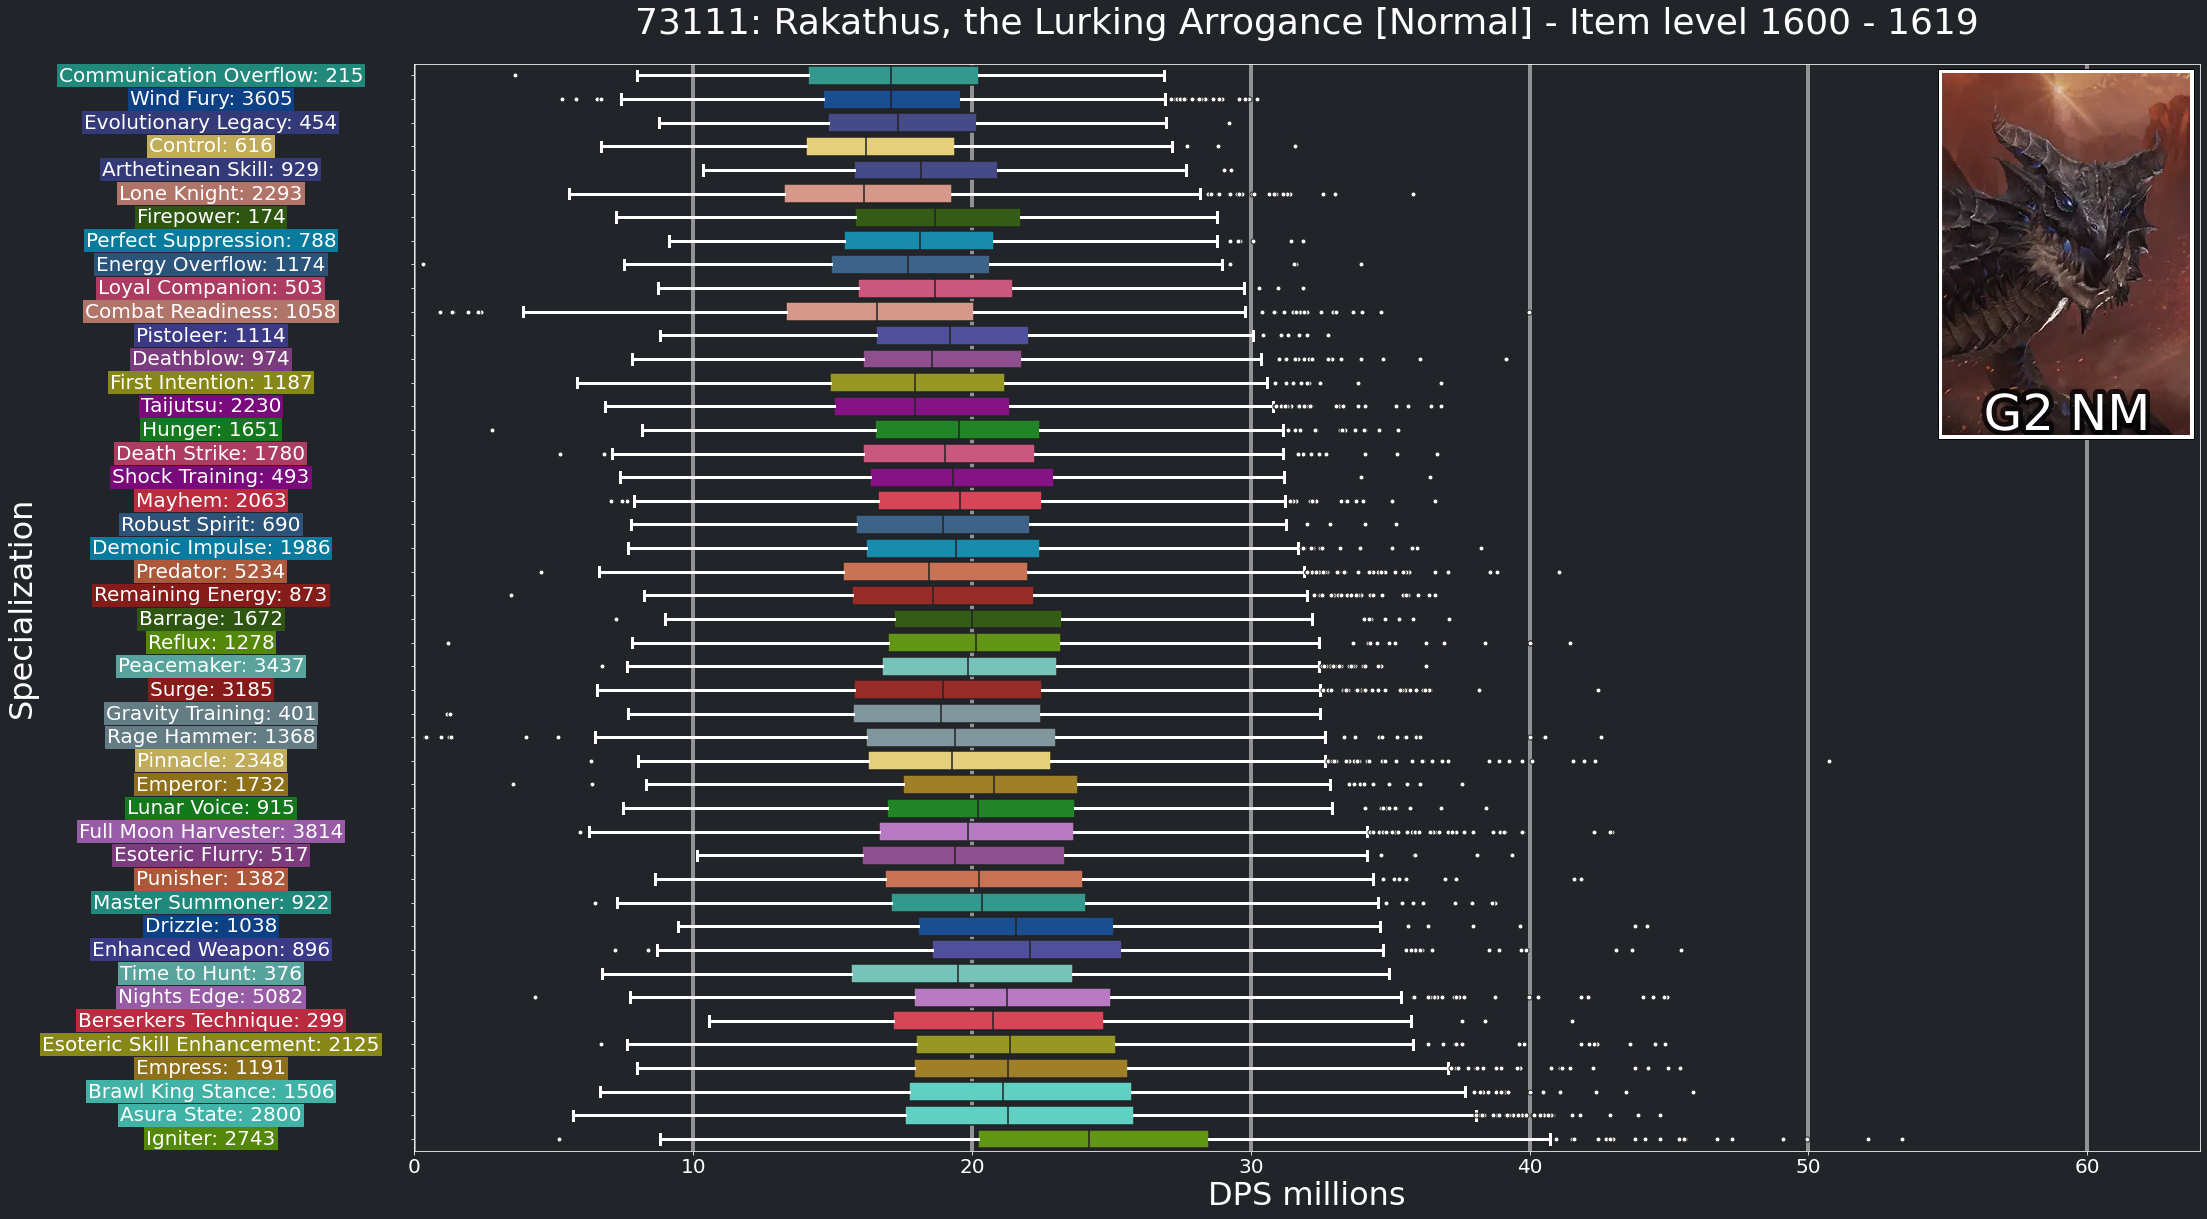 73111: Rakathus, the Lurking Arrogance [Normal] - Item level 1600 - 1619
Specialization
Communication Overflow: 215
Wind Fury: 3605
Evolutionary Legacy: 454
Control: 616
Arthetinean Skill: 929
Lone Knight: 2293
Firepower: 174
Perfect Suppression: 788
Energy Overflow: 1174
Loyal Companion: 503
Combat Readiness: 1058
Pistoleer: 1114
Deathblow: 974
First Intention: 1187
Taijutsu: 2230
Hunger: 1651
Death Strike: 1780
Shock Training: 493
Mayhem: 2063
Robust Spirit: 690
Demonic Impulse: 1986
Predator: 5234
Remaining Energy: 873
Barrage: 1672
Reflux: 1278
Peacemaker: 3437
Surge: 3185
Gravity Training: 401
Rage Hammer: 1368
Pinnacle: 2348
Emperor: 1732
Lunar Voice: 915
Full Moon Harvester: 3814
Esoteric Flurry: 517
Punisher: 1382
Master Summoner: 922
Drizzle: 1038
Enhanced Weapon: 896
Time to Hunt: 376
Nights Edge: 5082
Berserkers Technique: 299
Esoteric Skill Enhancement: 2125
Empress: 1191
Brawl King Stance: 1506
Asura State: 2800
Igniter: 2743
G2 NM
0 10 20 30 40 50 60
DPS millions